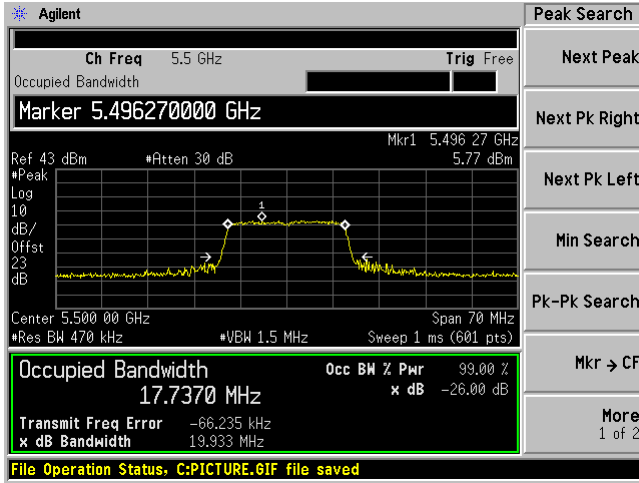 Agilent
Peak Search
Ch Freq 5.5 GHz Trig Free
Occupied Bandwidth
Marker 5.496270000 GHz
Mkr1 5.496 27 GHz
Ref 43 dBm #Atten 30 dB 5.77 dBm
#Peak
Log
10
dB/
Offst
23
dB
1
Center 5.500 00 GHz Span 70 MHz
#Res BW 470 kHz #VBW 1.5 MHz Sweep 1 ms (601 pts)
Occupied Bandwidth Occ BW % Pwr 99.00 %
17.7370 MHz x dB -26.00 dB
Transmit Freq Error -66.235 kHz
x dB Bandwidth 19.933 MHz
File Operation Status, C:PICTURE.GIF file saved
Next Peak
Next Pk Right
Next Pk Left
Min Search
Pk-Pk Search
Mkr → CF
More
1 of 2